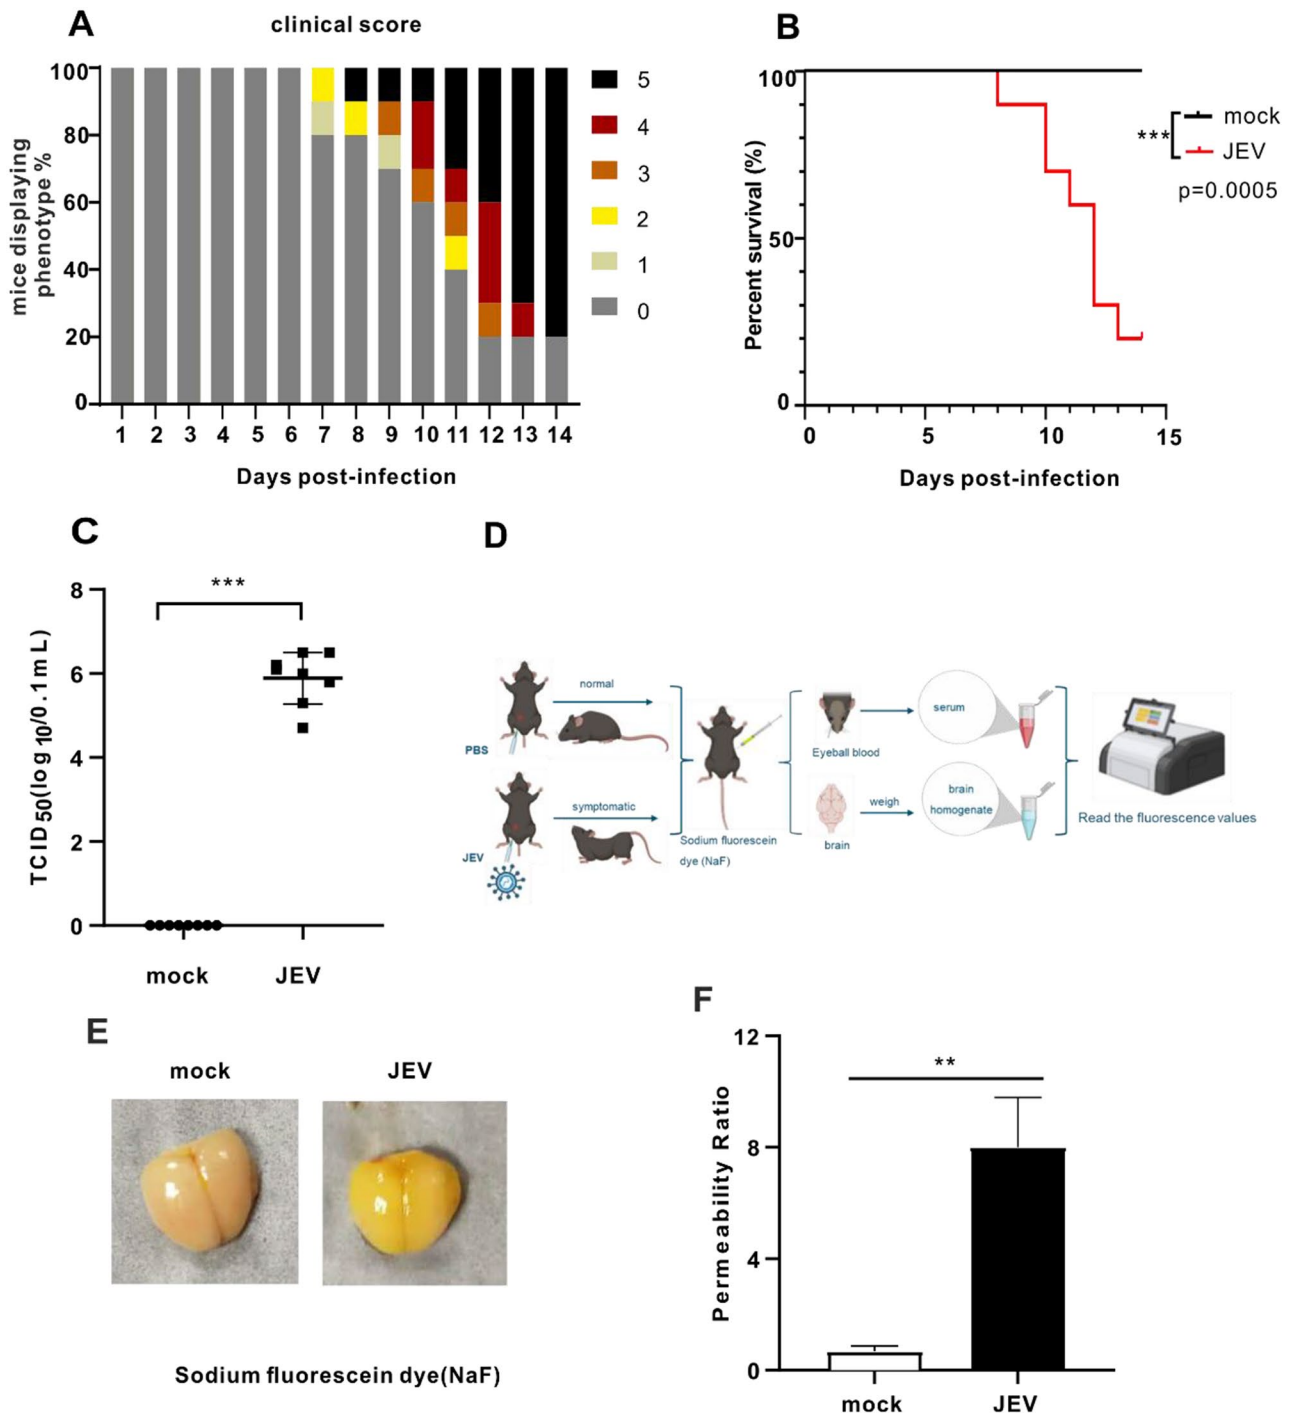 A
clinical score
mice displaying
phenotype %
100
80
60
40
20
0
1 2 3 4 5 6 7 8 9 10 11 12 13 14
Days post-infection
5
4
3
2
1
0
B
Percent survival (%)
100
50
0
0 5 10 15
Days post-infection
***
mock
JEV
p=0.0005
C
TCID50(log 10/0.1mL)
8
6
4
2
0
***
mock JEV
D
PBS
normal
JEV
symptomatic
Sodium fluorescein
dye (NaF)
Eyeball blood
serum
brain
weigh
brain
homogenate
Read the fluorescence values
E
mock JEV
Sodium fluorescein dye(NaF)
F
Permeability Ratio
12
8
4
0
**
mock JEV